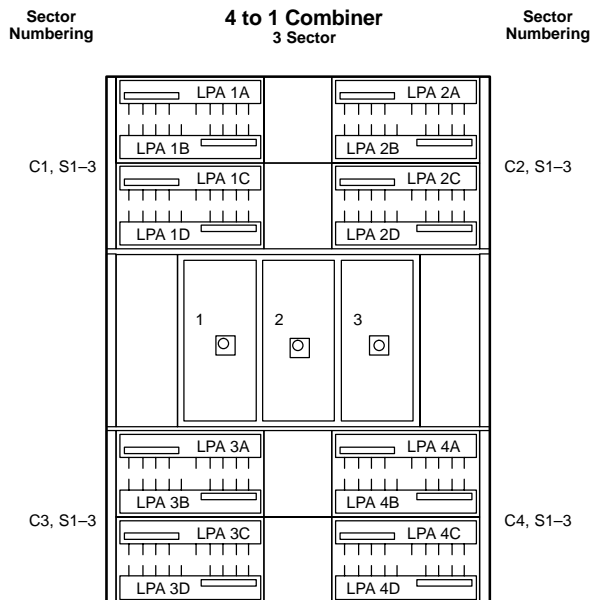 Sector
Numbering
4 to 1 Combiner
3 Sector
Sector
Numbering
LPA 1A
LPA 2A
LPA 1B
LPA 2B
C1, S1–3
C2, S1–3
LPA 1C
LPA 2C
LPA 1D
LPA 2D
1
2
3
LPA 3A
LPA 4A
LPA 3B
LPA 4B
C3, S1–3
C4, S1–3
LPA 3C
LPA 4C
LPA 3D
LPA 4D